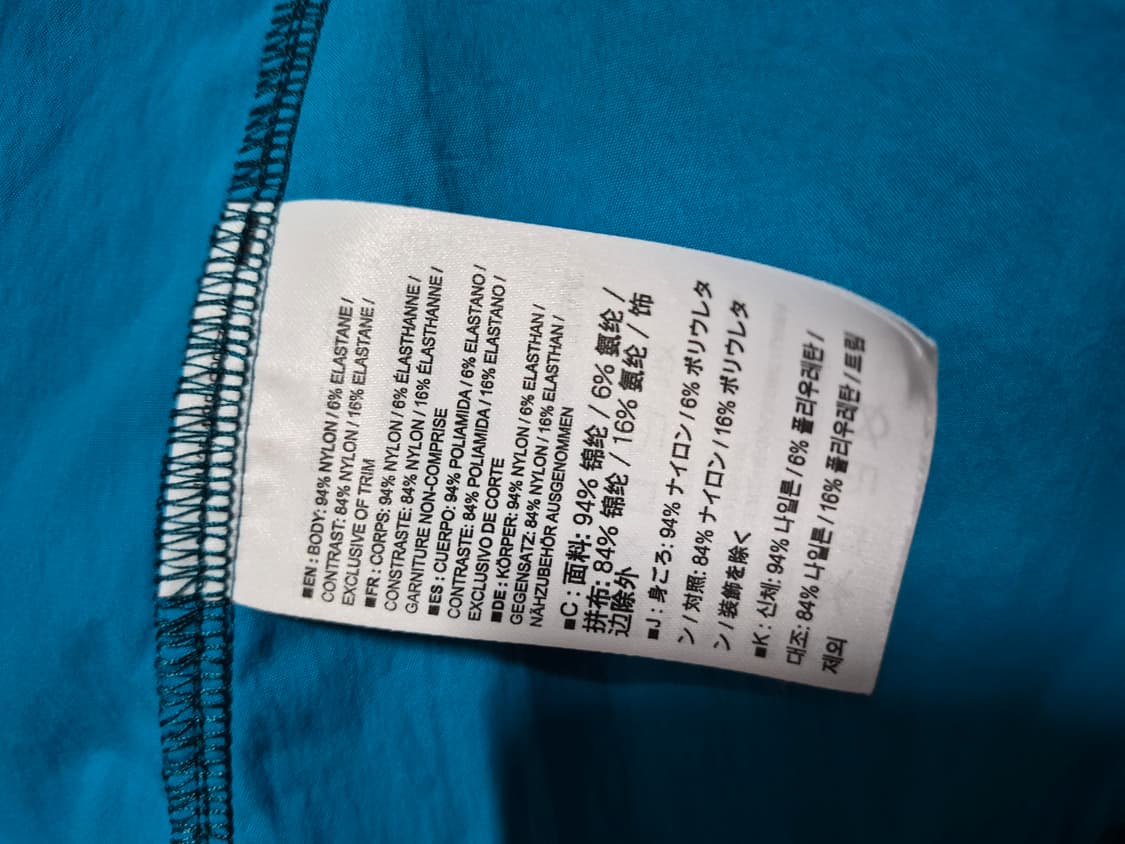 ■EN : BODY: 94% NYLON / 6% ELASTANE /
CONTRAST: 84% NYLON / 16% ELASTANE /
EXCLUSIVE OF TRIM
■FR : CORPS: 94% NYLON / 6% ÉLASTHANNE /
CONSTRASTE: 84% NYLON / 16% ÉLASTHANNE /
GARNITURE NON-COMPRISE
■ES : CUERPO: 94% POLIAMIDA / 6% ELASTANO /
CONTRASTE: 84% POLIAMIDA / 16% ELASTANO /
EXCLUSIVO DE CORTE
■DE : KÖRPER: 94% NYLON / 6% ELASTHAN /
GEGENSATZ: 84% NYLON / 16% ELASTHAN /
NÄHZUBEHÖR AUSGENOMMEN
■C : 面料: 94% 锦纶 / 6% 氨纶 /
拼布: 84% 锦纶 / 16% 氨纶 / 饰
边除外
■J : 身ごろ: 94% ナイロン / 6% ポリウレタ
ン / 対照: 84% ナイロン / 16% ポリウレタ
ン / 装飾を除く
■K : 신체: 94% 나일론 / 6% 폴리우레탄 /
대조: 84% 나일론 / 16% 폴리우레탄 / 트림
제외